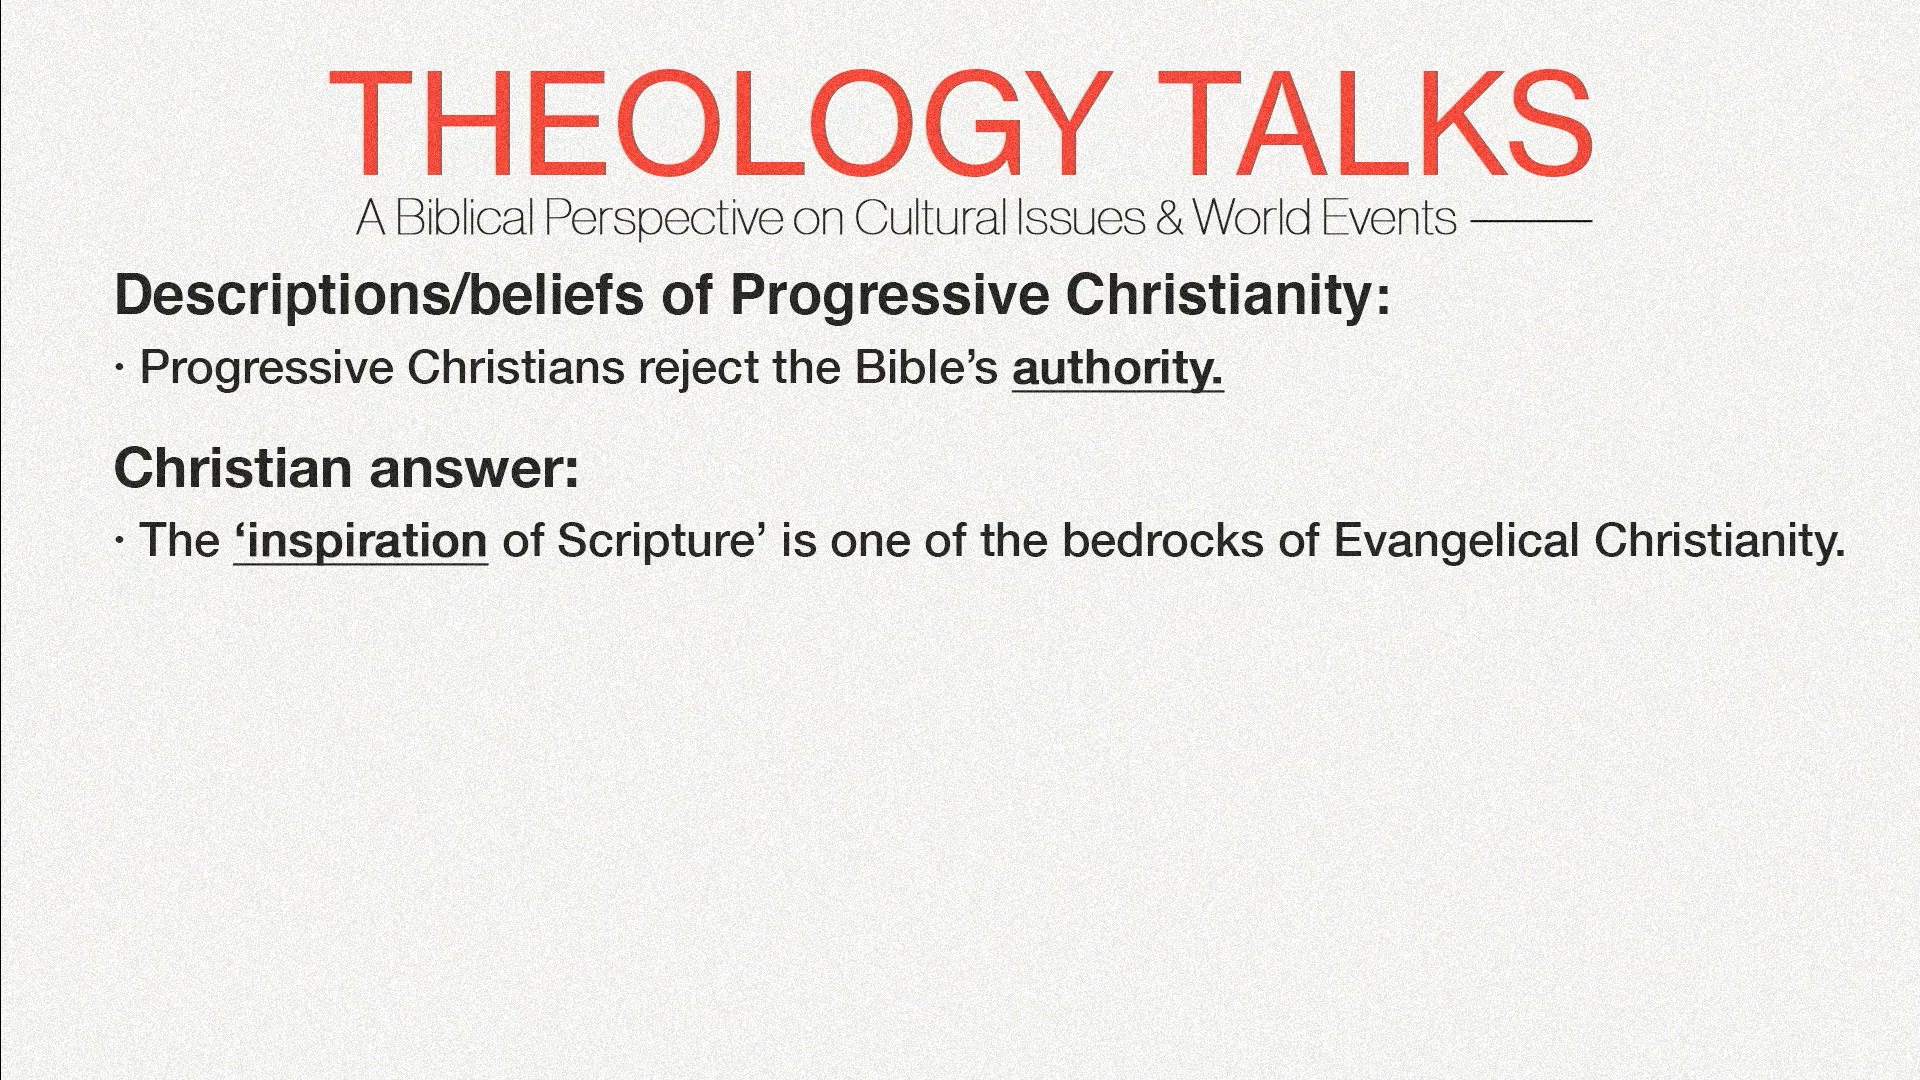 THEOLOGY TALKS
A Biblical Perspective on Cultural Issues & World Events
Descriptions/beliefs of Progressive Christianity:
· Progressive Christians reject the Bible’s authority.
Christian answer:
· The ‘inspiration of Scripture’ is one of the bedrocks of Evangelical Christianity.